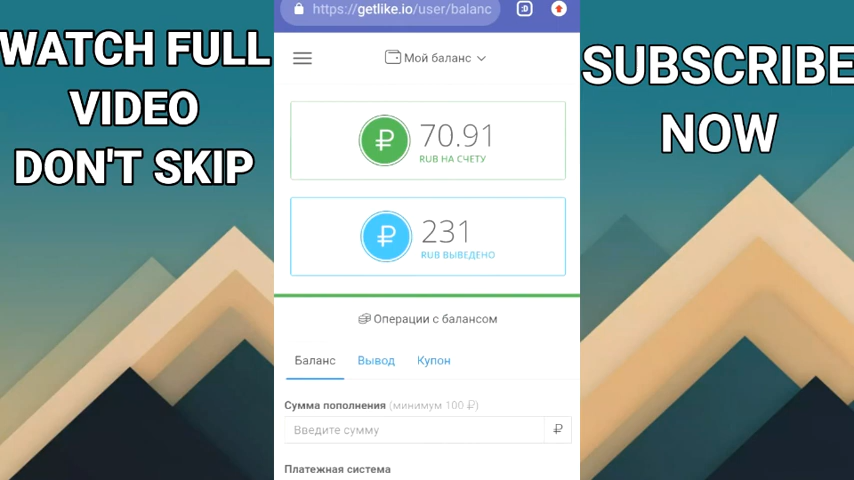 WATCH FULL
VIDEO
DON'T SKIP
https://getlike.io/user/balanc
:D
Мой баланс
₽
70.91
RUB НА СЧЕТУ
₽
231
RUB ВЫВЕДЕНО
Операции с балансом
Баланс Вывод Купон
Сумма пополнения (минимум 100 ₽)
Введите сумму ₽
Платежная система
SUBSCRIBE
NOW